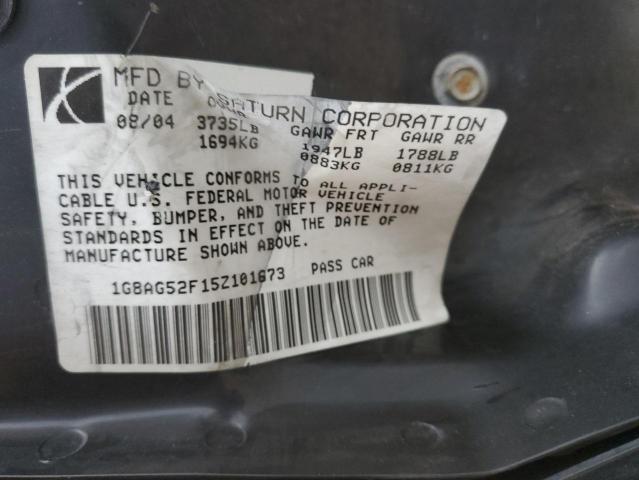 MFD BY SATURN CORPORATION
DATE GAWR FRT GAWR RR
08/04 3735LB 1947LB 1788LB
1694KG 0883KG 0811KG
THIS VEHICLE CONFORMS TO ALL APPLI-
CABLE U.S. FEDERAL MOTOR VEHICLE
SAFETY, BUMPER, AND THEFT PREVENTION
STANDARDS IN EFFECT ON THE DATE OF
MANUFACTURE SHOWN ABOVE.
1G8AG52F15Z101673 PASS CAR